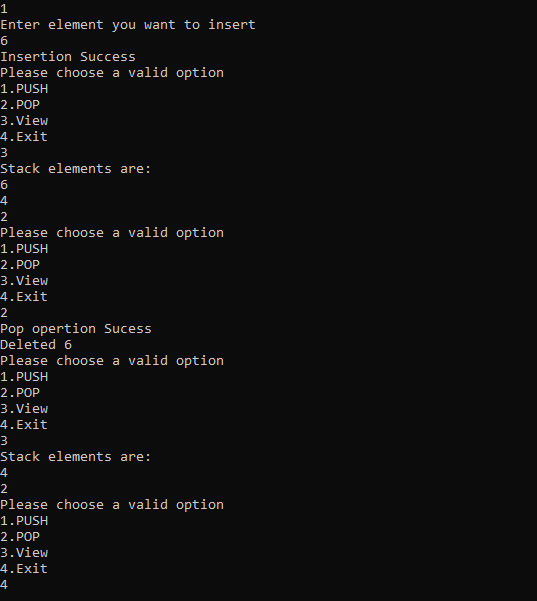 1
Enter element you want to insert
6
Insertion Success
Please choose a valid option
1.PUSH
2.POP
3.View
4.Exit
3
Stack elements are:
6
4
2
Please choose a valid option
1.PUSH
2.POP
3.View
4.Exit
2
Pop opertion Sucess
Deleted 6
Please choose a valid option
1.PUSH
2.POP
3.View
4.Exit
3
Stack elements are:
4
2
Please choose a valid option
1.PUSH
2.POP
3.View
4.Exit
4